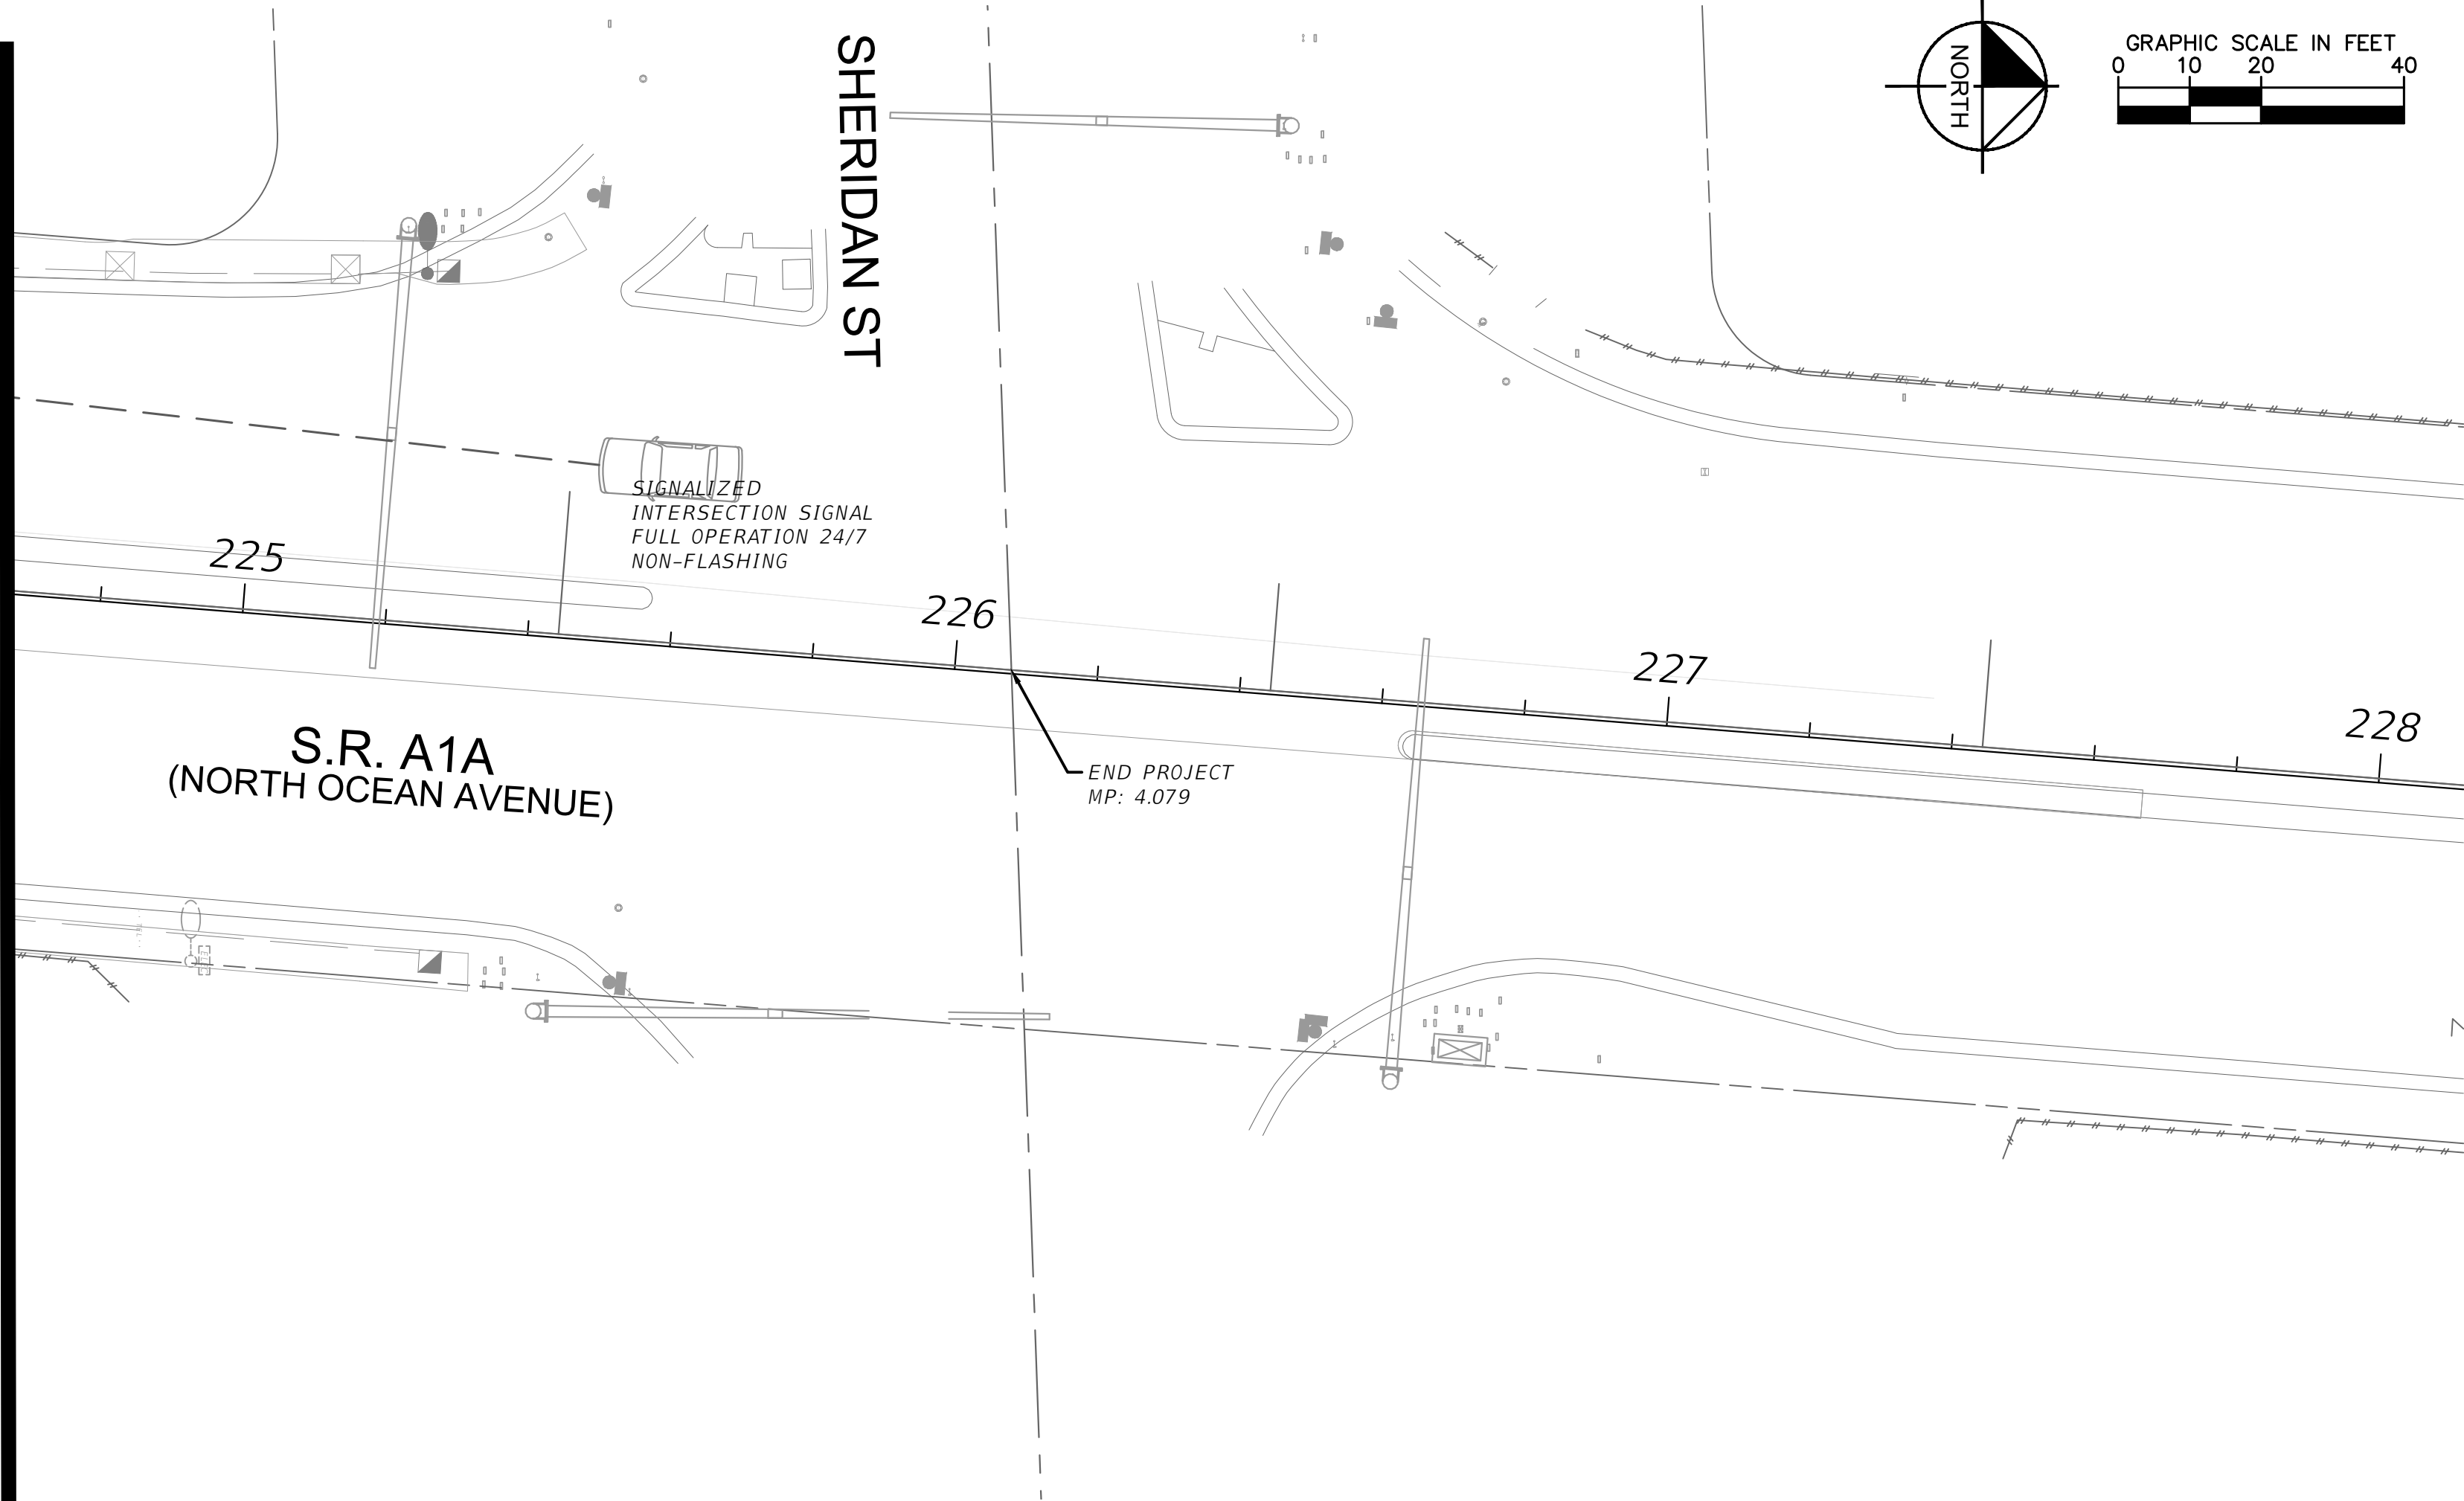 SHERIDAN ST
NORTH
GRAPHIC SCALE IN FEET
0 10 20 40
SIGNALIZED
INTERSECTION SIGNAL
FULL OPERATION 24/7
NON-FLASHING
225
226
227
228
S.R. A1A
(NORTH OCEAN AVENUE)
END PROJECT
MP: 4.079